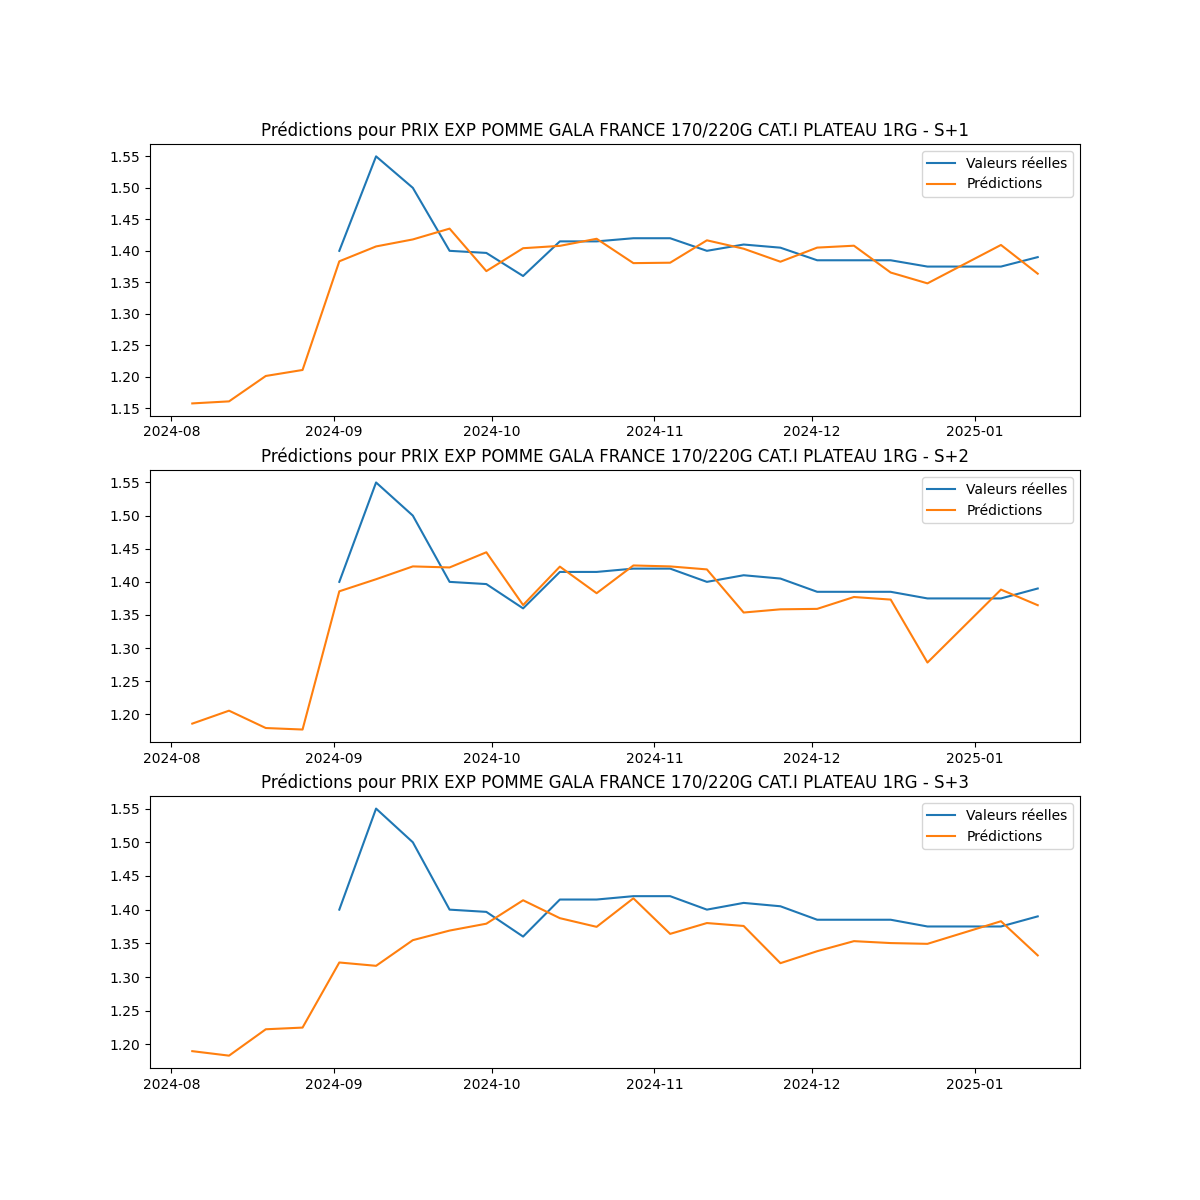 Prédictions pour PRIX EXP POMME GALA FRANCE 170/220G CAT.I PLATEAU 1RG - S+1
1.55
1.50
1.45
1.40
1.35
1.30
1.25
1.20
1.15
Valeurs réelles
Prédictions
2024-08 2024-09 2024-10 2024-11 2024-12 2025-01
Prédictions pour PRIX EXP POMME GALA FRANCE 170/220G CAT.I PLATEAU 1RG - S+2
1.55
1.50
1.45
1.40
1.35
1.30
1.25
1.20
Valeurs réelles
Prédictions
2024-08 2024-09 2024-10 2024-11 2024-12 2025-01
Prédictions pour PRIX EXP POMME GALA FRANCE 170/220G CAT.I PLATEAU 1RG - S+3
1.55
1.50
1.45
1.40
1.35
1.30
1.25
1.20
Valeurs réelles
Prédictions
2024-08 2024-09 2024-10 2024-11 2024-12 2025-01